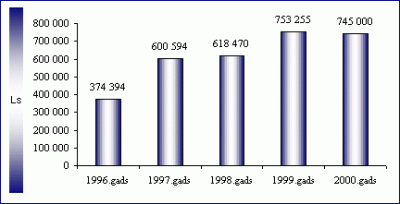 753 255
745 000
800 000
700 000
600 594
618 470
600 000
500 000
374 394
400 000
Ls
300 000
200 000
100 000
0
1996.gads
1997.gads
1998.gads
1999.gads
2000.gads